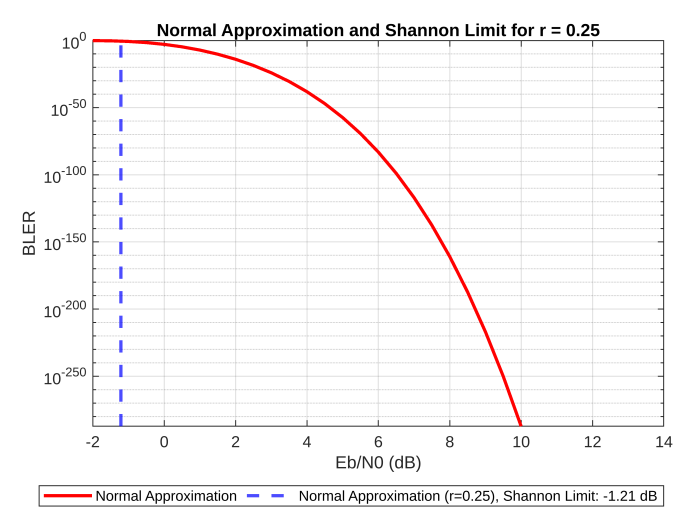 Normal Approximation and Shannon Limit for r = 0.25
10^0
10^-50
10^-100
10^-150
10^-200
10^-250
BLER
-2 0 2 4 6 8 10 12 14
Eb/N0 (dB)
Normal Approximation Normal Approximation (r=0.25), Shannon Limit: -1.21 dB